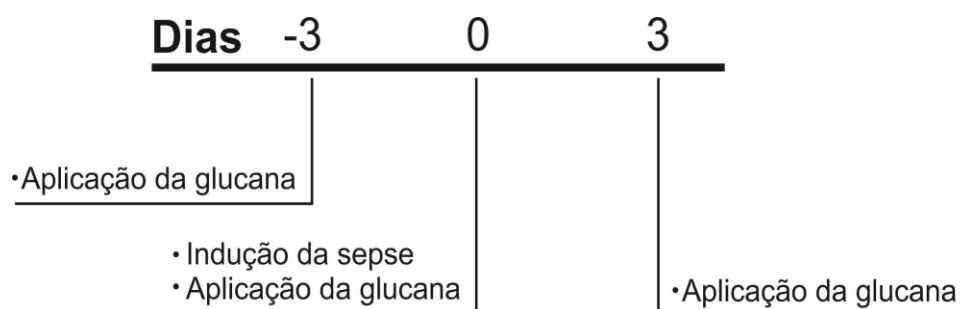 Dias -3 0 3
•Aplicação da glucana
• Indução da sepse
• Aplicação da glucana
•Aplicação da glucana